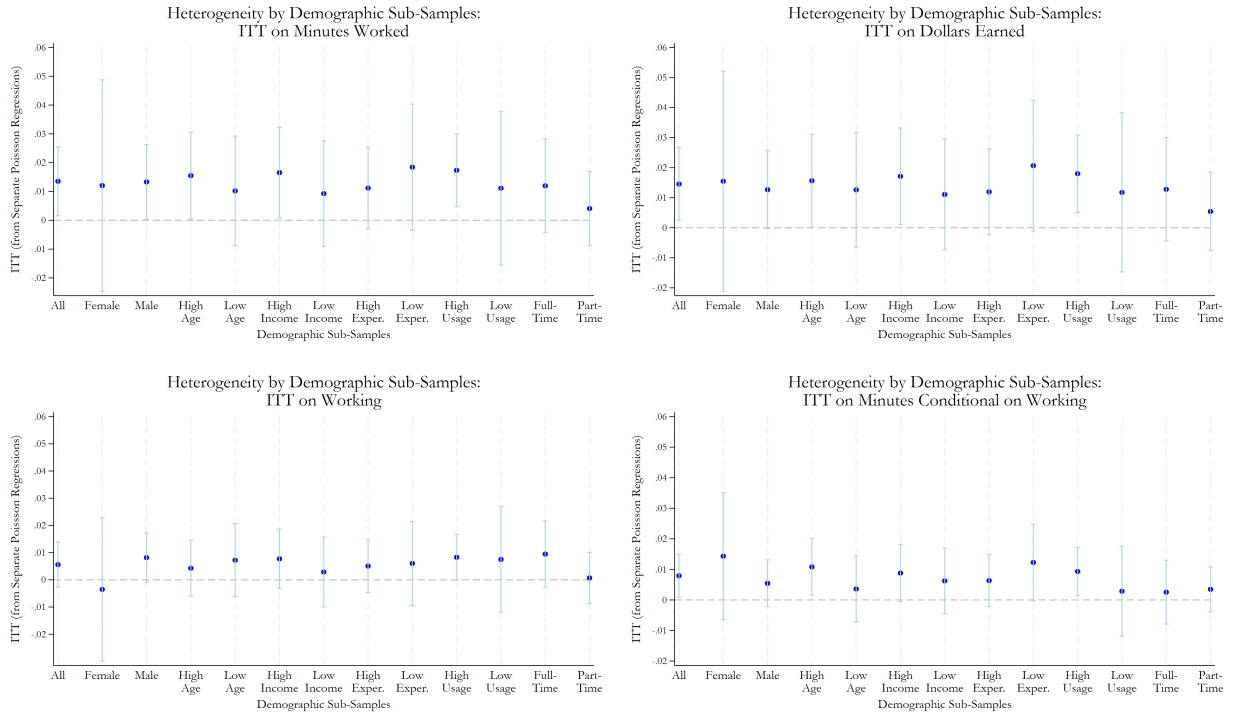 Heterogeneity by Demographic Sub-Samples:
ITT on Minutes Worked
ITT (from Separate Poissson Regressions)
.06
.05
.04
.03
.02
.01
0
-.01
-.02
All Female Male High Low High Low High Low High Low Full- Part-
Age Age Income Income Exper. Exper. Usage Usage Time Time
Demographic Sub-Samples
Heterogeneity by Demographic Sub-Samples:
ITT on Dollars Earned
ITT (from Separate Poissson Regressions)
.06
.05
.04
.03
.02
.01
0
-.01
-.02
All Female Male High Low High Low High Low High Low Full- Part-
Age Age Income Income Exper. Exper. Usage Usage Time Time
Demographic Sub-Samples
Heterogeneity by Demographic Sub-Samples:
ITT on Working
ITT (from Separate Poissson Regressions)
.06
.05
.04
.03
.02
.01
0
-.01
-.02
All Female Male High Low High Low High Low High Low Full- Part-
Age Age Income Income Exper. Exper. Usage Usage Time Time
Demographic Sub-Samples
Heterogeneity by Demographic Sub-Samples:
ITT on Minutes Conditional on Working
ITT (from Separate Poissson Regressions)
.06
.05
.04
.03
.02
.01
0
-.01
-.02
All Female Male High Low High Low High Low High Low Full- Part-
Age Age Income Income Exper. Exper. Usage Usage Time Time
Demographic Sub-Samples